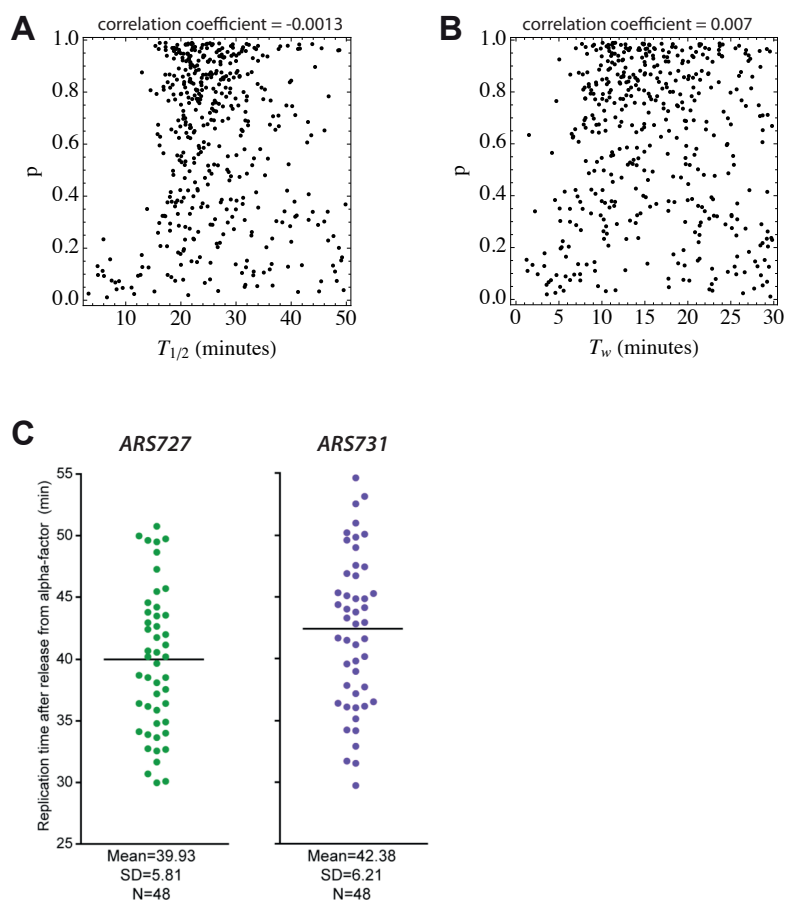 A
correlation coefficient = -0.0013
1.0
0.8
0.6
0.4
0.2
0.0
p
10 20 30 40 50
T1/2 (minutes)
B
correlation coefficient = 0.007
1.0
0.8
0.6
0.4
0.2
0.0
p
0 5 10 15 20 25 30
Tw (minutes)
C
ARS727
ARS731
Replication time after release from alpha-factor (min)
55
50
45
40
35
30
25
Mean=39.93
SD=5.81
N=48
Mean=42.38
SD=6.21
N=48